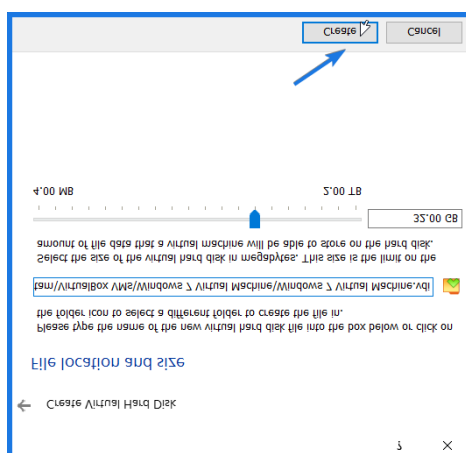 ?
Create Virtual Hard Disk
File location and size
Please type the name of the new virtual hard disk file into the box below or click on
the folder icon to select a different folder to create the file in.
tam/VirtualBox VMs/Windows 7 Virtual Machine/Windows 7 Virtual Machine.vdi
Select the size of the virtual hard disk in megabytes. This size is the limit on the
amount of file data that a virtual machine will be able to store on the hard disk.
32.00 GB
4.00 MB 2.00 TB
Create Cancel